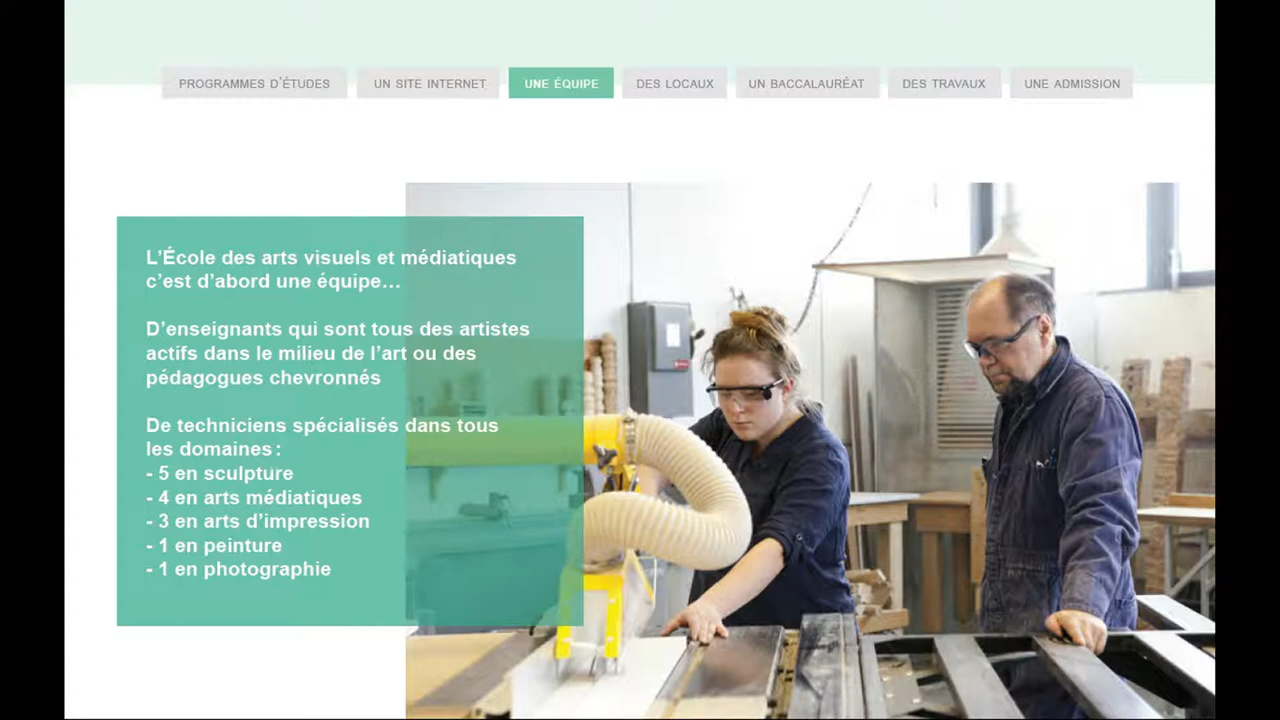 PROGRAMMES D'ÉTUDES
UN SITE INTERNET
UNE ÉQUIPE
DES LOCAUX
UN BACCALAURÉAT
DES TRAVAUX
UNE ADMISSION
L'École des arts visuels et médiatiques
c'est d'abord une équipe…
D'enseignants qui sont tous des artistes
actifs dans le milieu de l'art ou des
pédagogues chevronnés
De techniciens spécialisés dans tous
les domaines :
- 5 en sculpture
- 4 en arts médiatiques
- 3 en arts d'impression
- 1 en peinture
- 1 en photographie